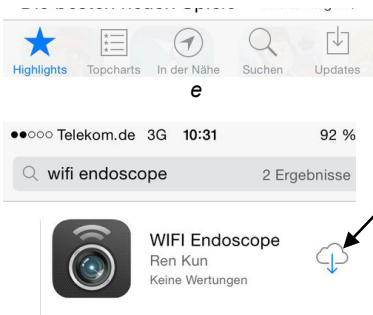 Highlights Topcharts In der Nähe Suchen Updates
e
Telekom.de 3G 10:31 92 %
wifi endoscope 2 Ergebnisse
WIFI Endoscope
Ren Kun
Keine Wertungen